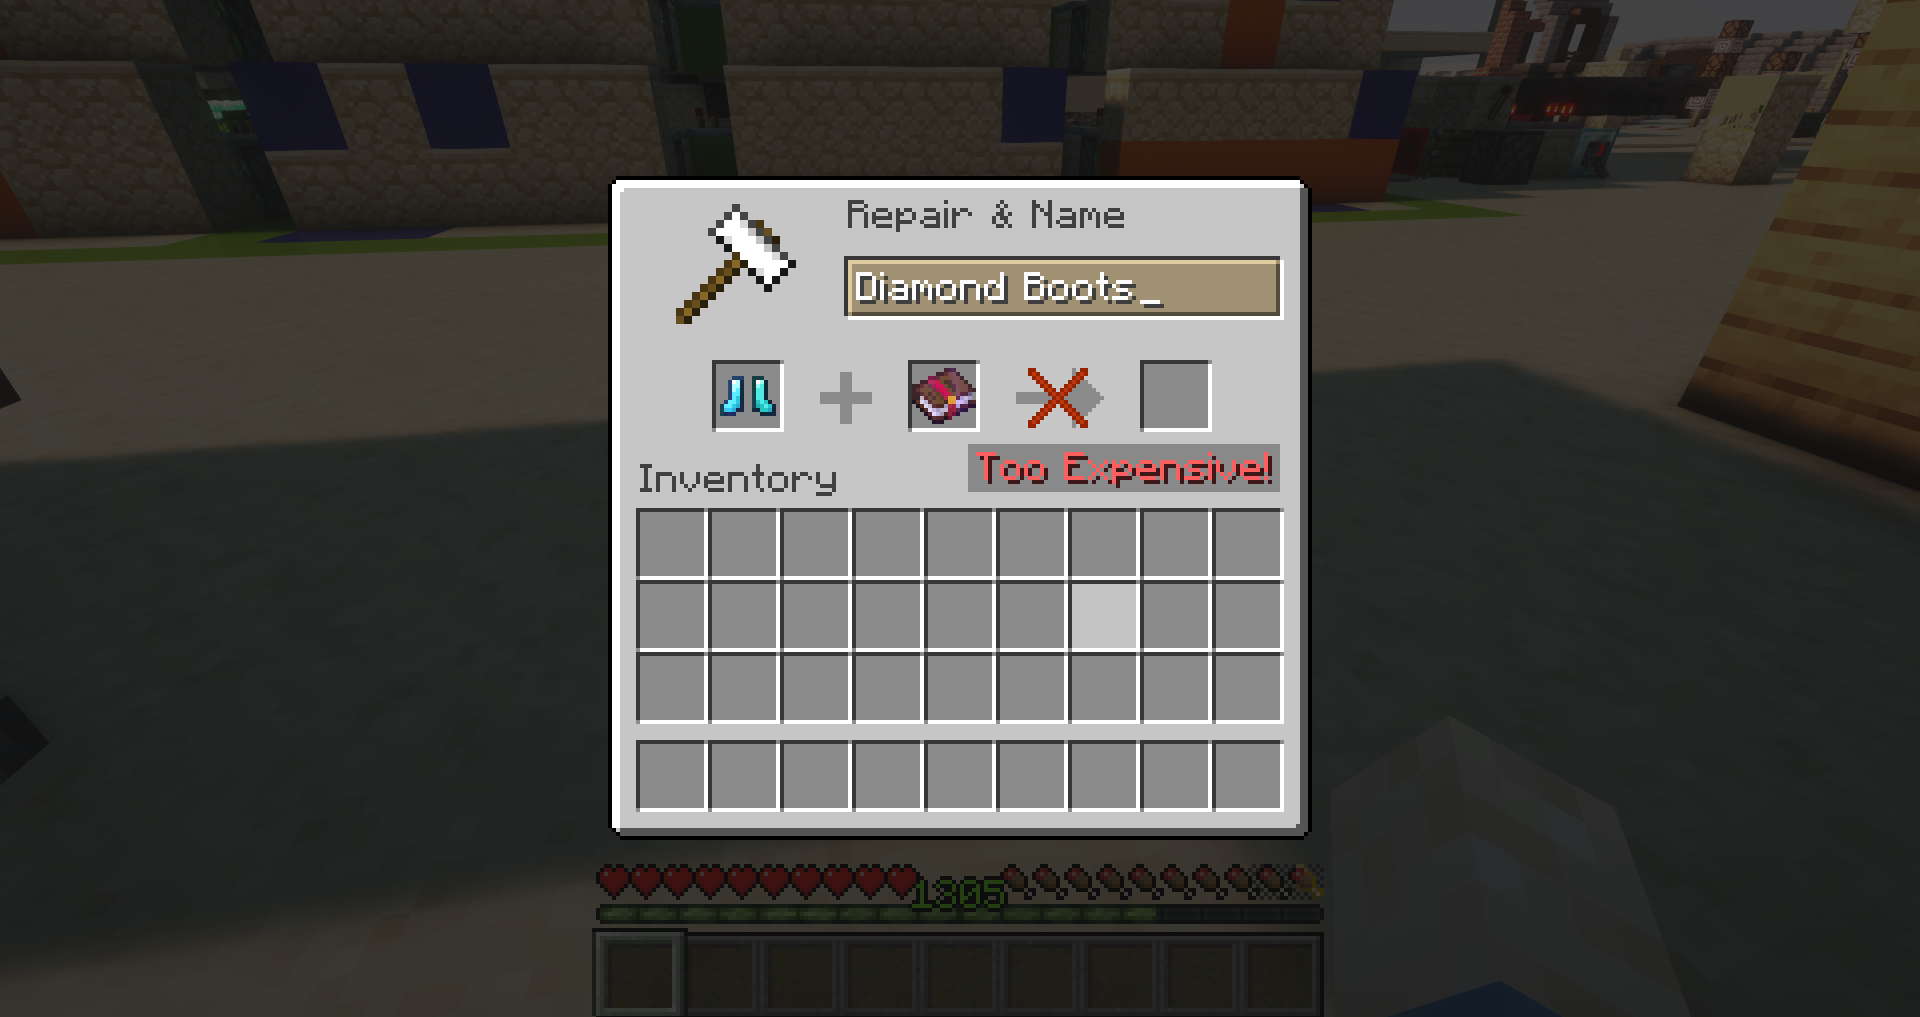 Repair & Name
Diamond Boots_
Too Expensive!
Inventory
1305